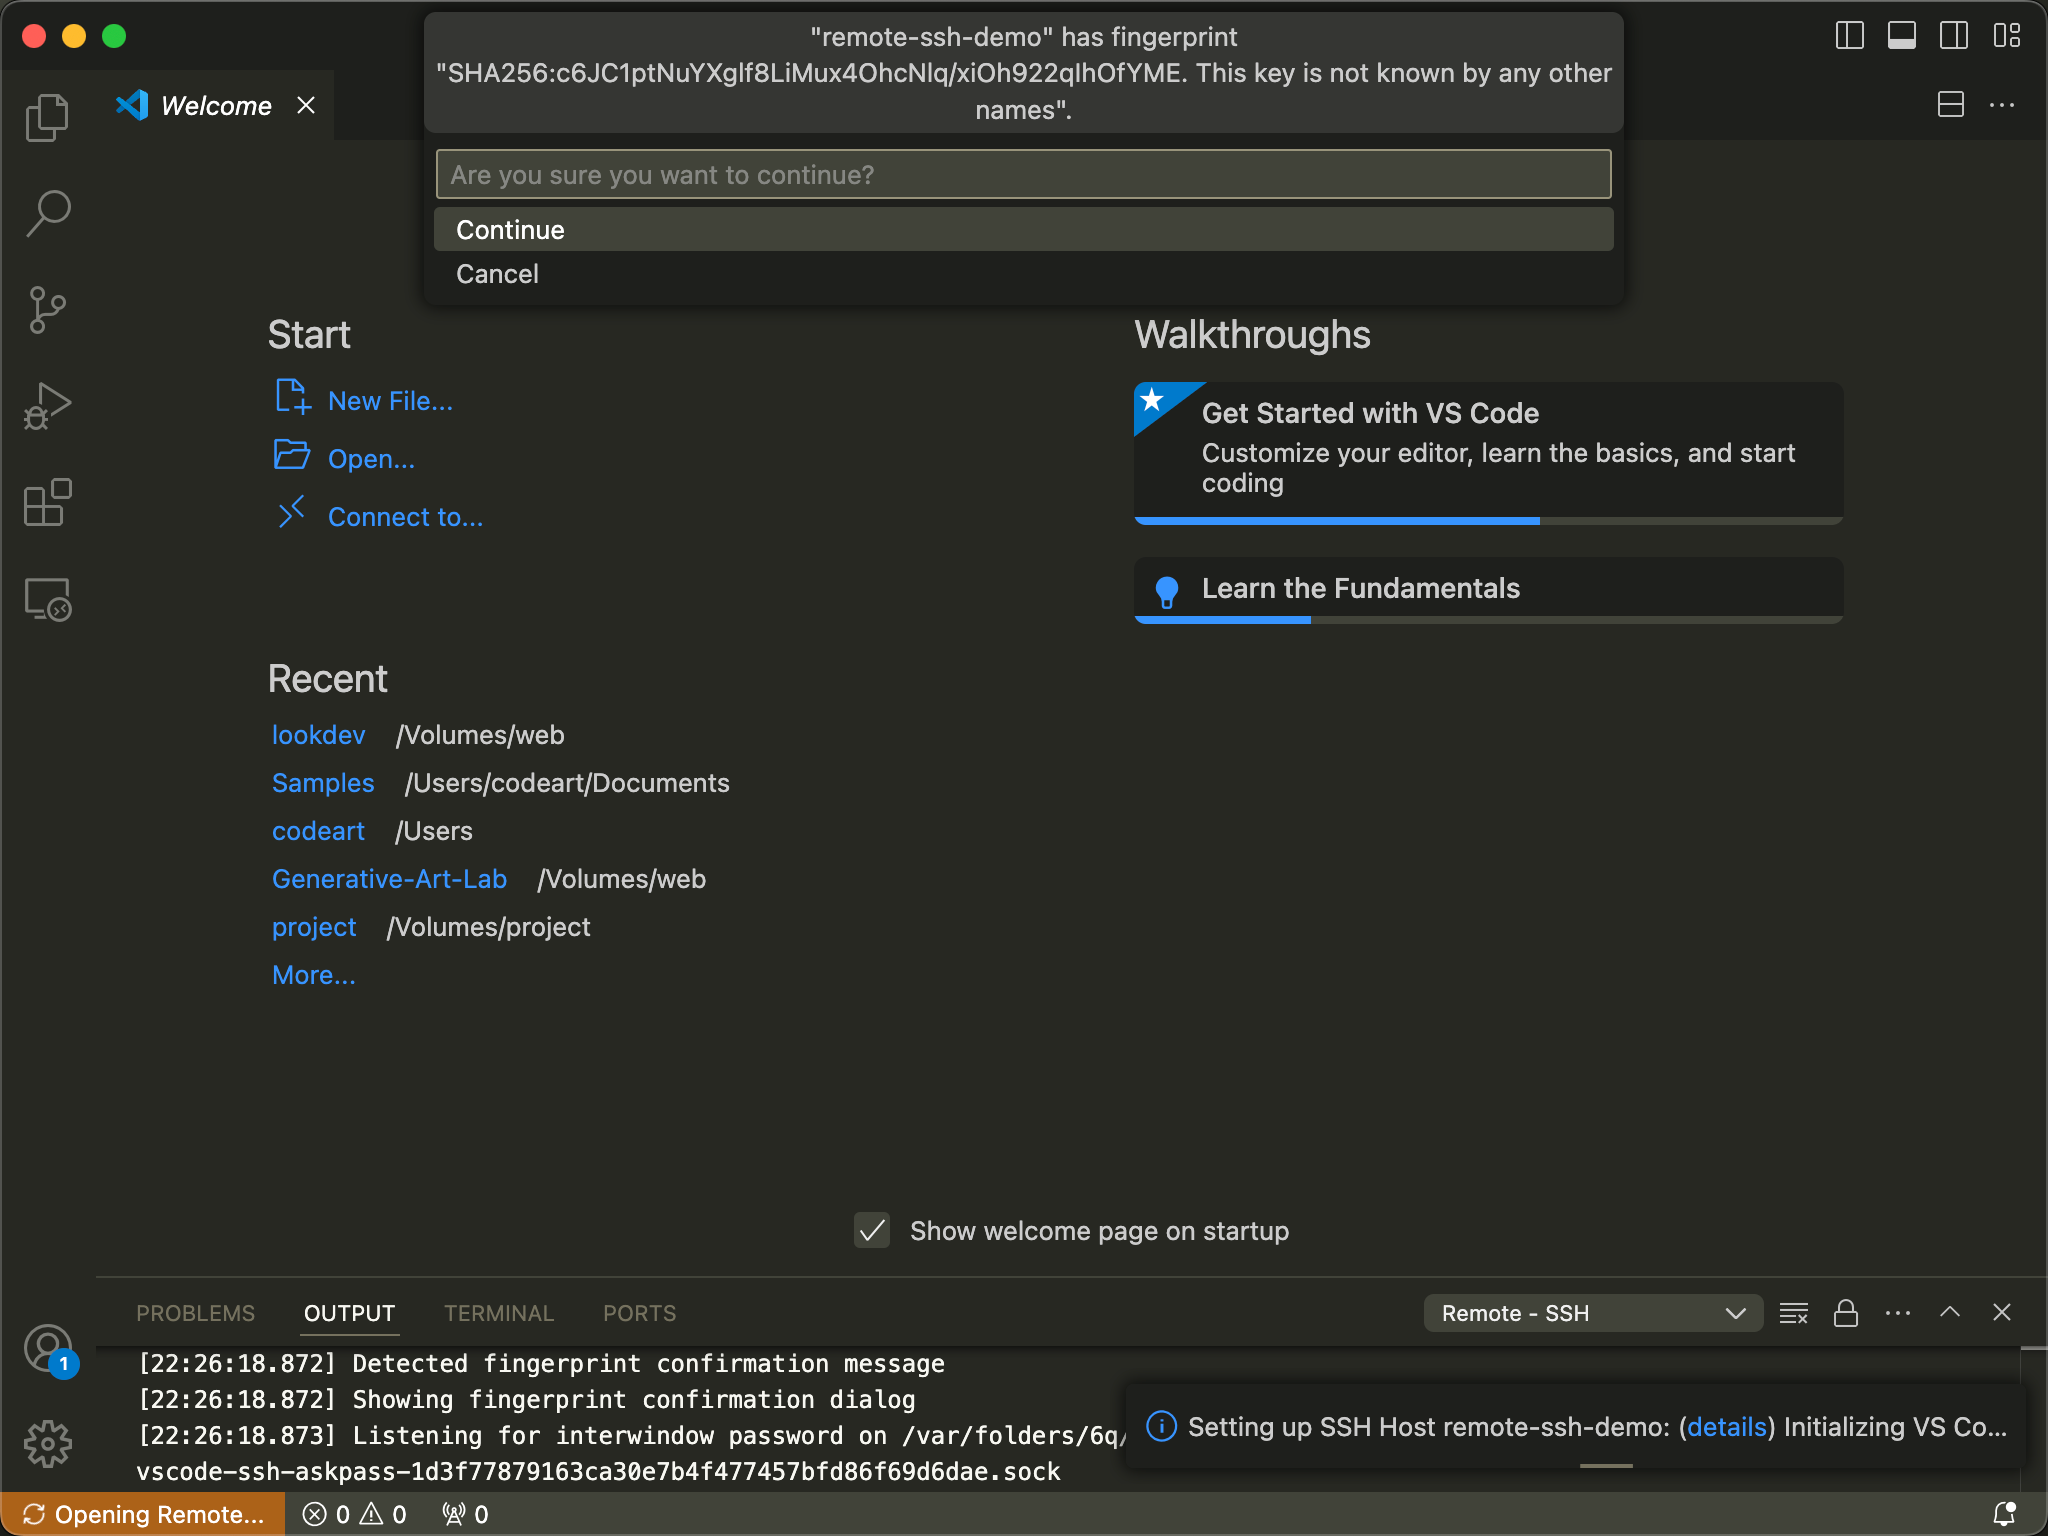 "remote-ssh-demo" has fingerprint
"SHA256:c6JC1ptNuYXglf8LiMux4OhcNlq/xiOh922qIhOfYME. This key is not known by any other
names".
Welcome
Are you sure you want to continue?
Continue
Cancel
Start
New File...
Open...
Connect to...
Walkthroughs
Get Started with VS Code
Customize your editor, learn the basics, and start
coding
Learn the Fundamentals
Recent
lookdev /Volumes/web
Samples /Users/codeart/Documents
codeart /Users
Generative-Art-Lab /Volumes/web
project /Volumes/project
More...
Show welcome page on startup
PROBLEMS OUTPUT TERMINAL PORTS Remote - SSH
[22:26:18.872] Detected fingerprint confirmation message
[22:26:18.872] Showing fingerprint confirmation dialog
[22:26:18.873] Listening for interwindow password on /var/folders/6q/
vscode-ssh-askpass-1d3f77879163ca30e7b4f477457bfd86f69d6dae.sock
Setting up SSH Host remote-ssh-demo: (details) Initializing VS Co...
1
Opening Remote... 0 0 0